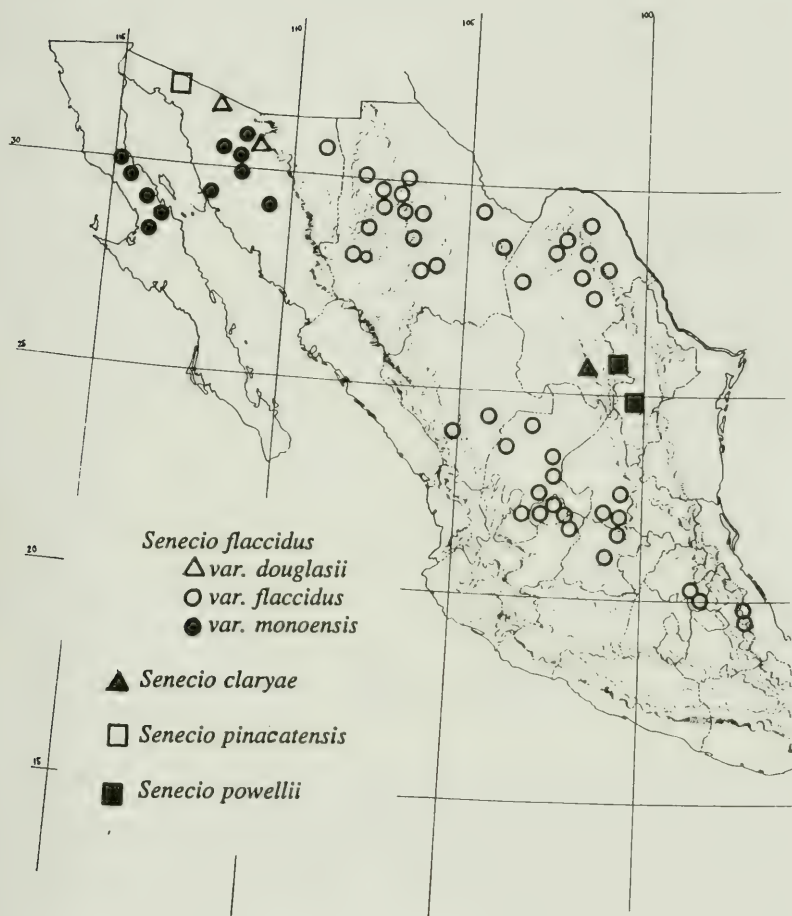 115
110
105
100
30
25
20
15
Senecio flaccidus
var. douglasii
var. flaccidus
var. monoensis
Senecio claryae
Senecio pinacatensis
Senecio powellii